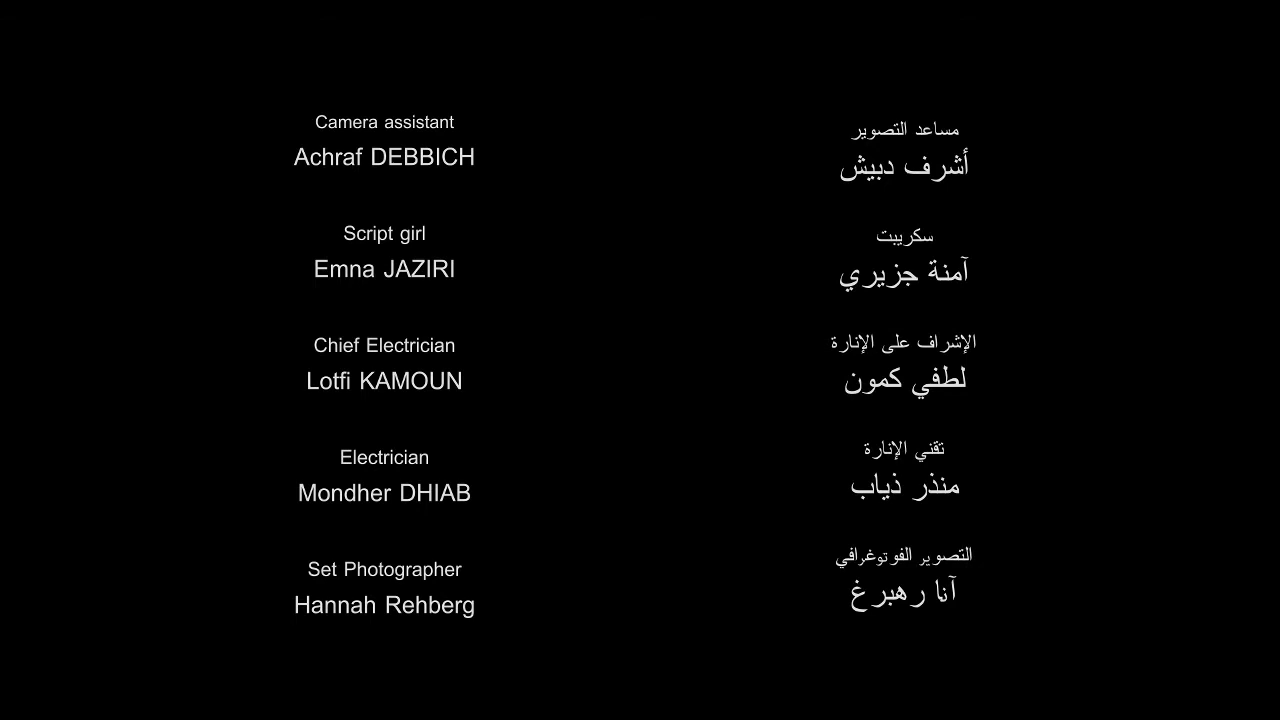 Camera assistant
Achraf DEBBICH
Script girl
Emna JAZIRI
Chief Electrician
Lotfi KAMOUN
Electrician
Mondher DHIAB
Set Photographer
Hannah Rehberg
مساعد التصوير
أشرف دبيش
سكريبت
آمنة جزيري
الإشراف على الإنارة
لطفي كمون
تقني الإنارة
منذر ذياب
التصوير الفوتوغرافي
آنا رهبرغ